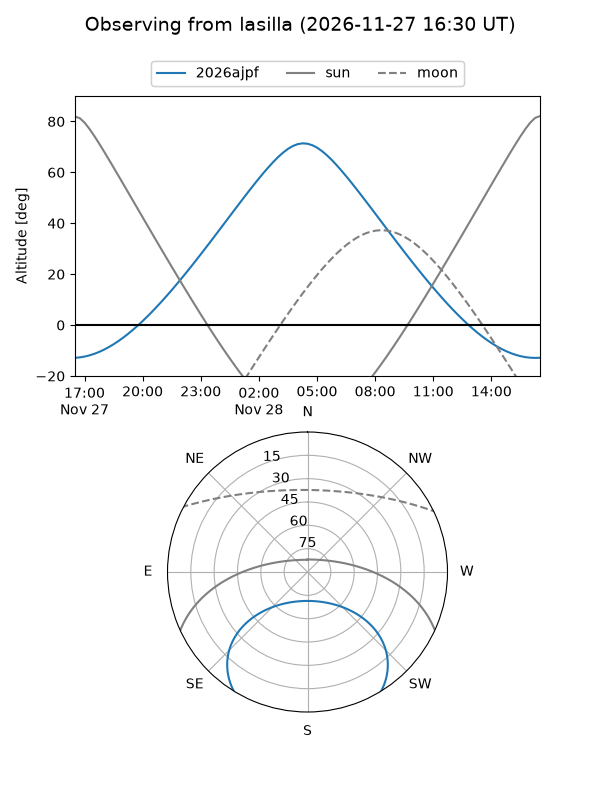 Observing from lasilla (2026-11-27 16:30 UT)
2026ajpf
sun
moon
Altitude [deg]
80
60
40
20
0
−20
17:00
Nov 27
20:00
23:00
02:00
Nov 28
05:00
08:00
11:00
14:00
N
NE
NW
15
30
45
60
75
E
W
SE
SW
S